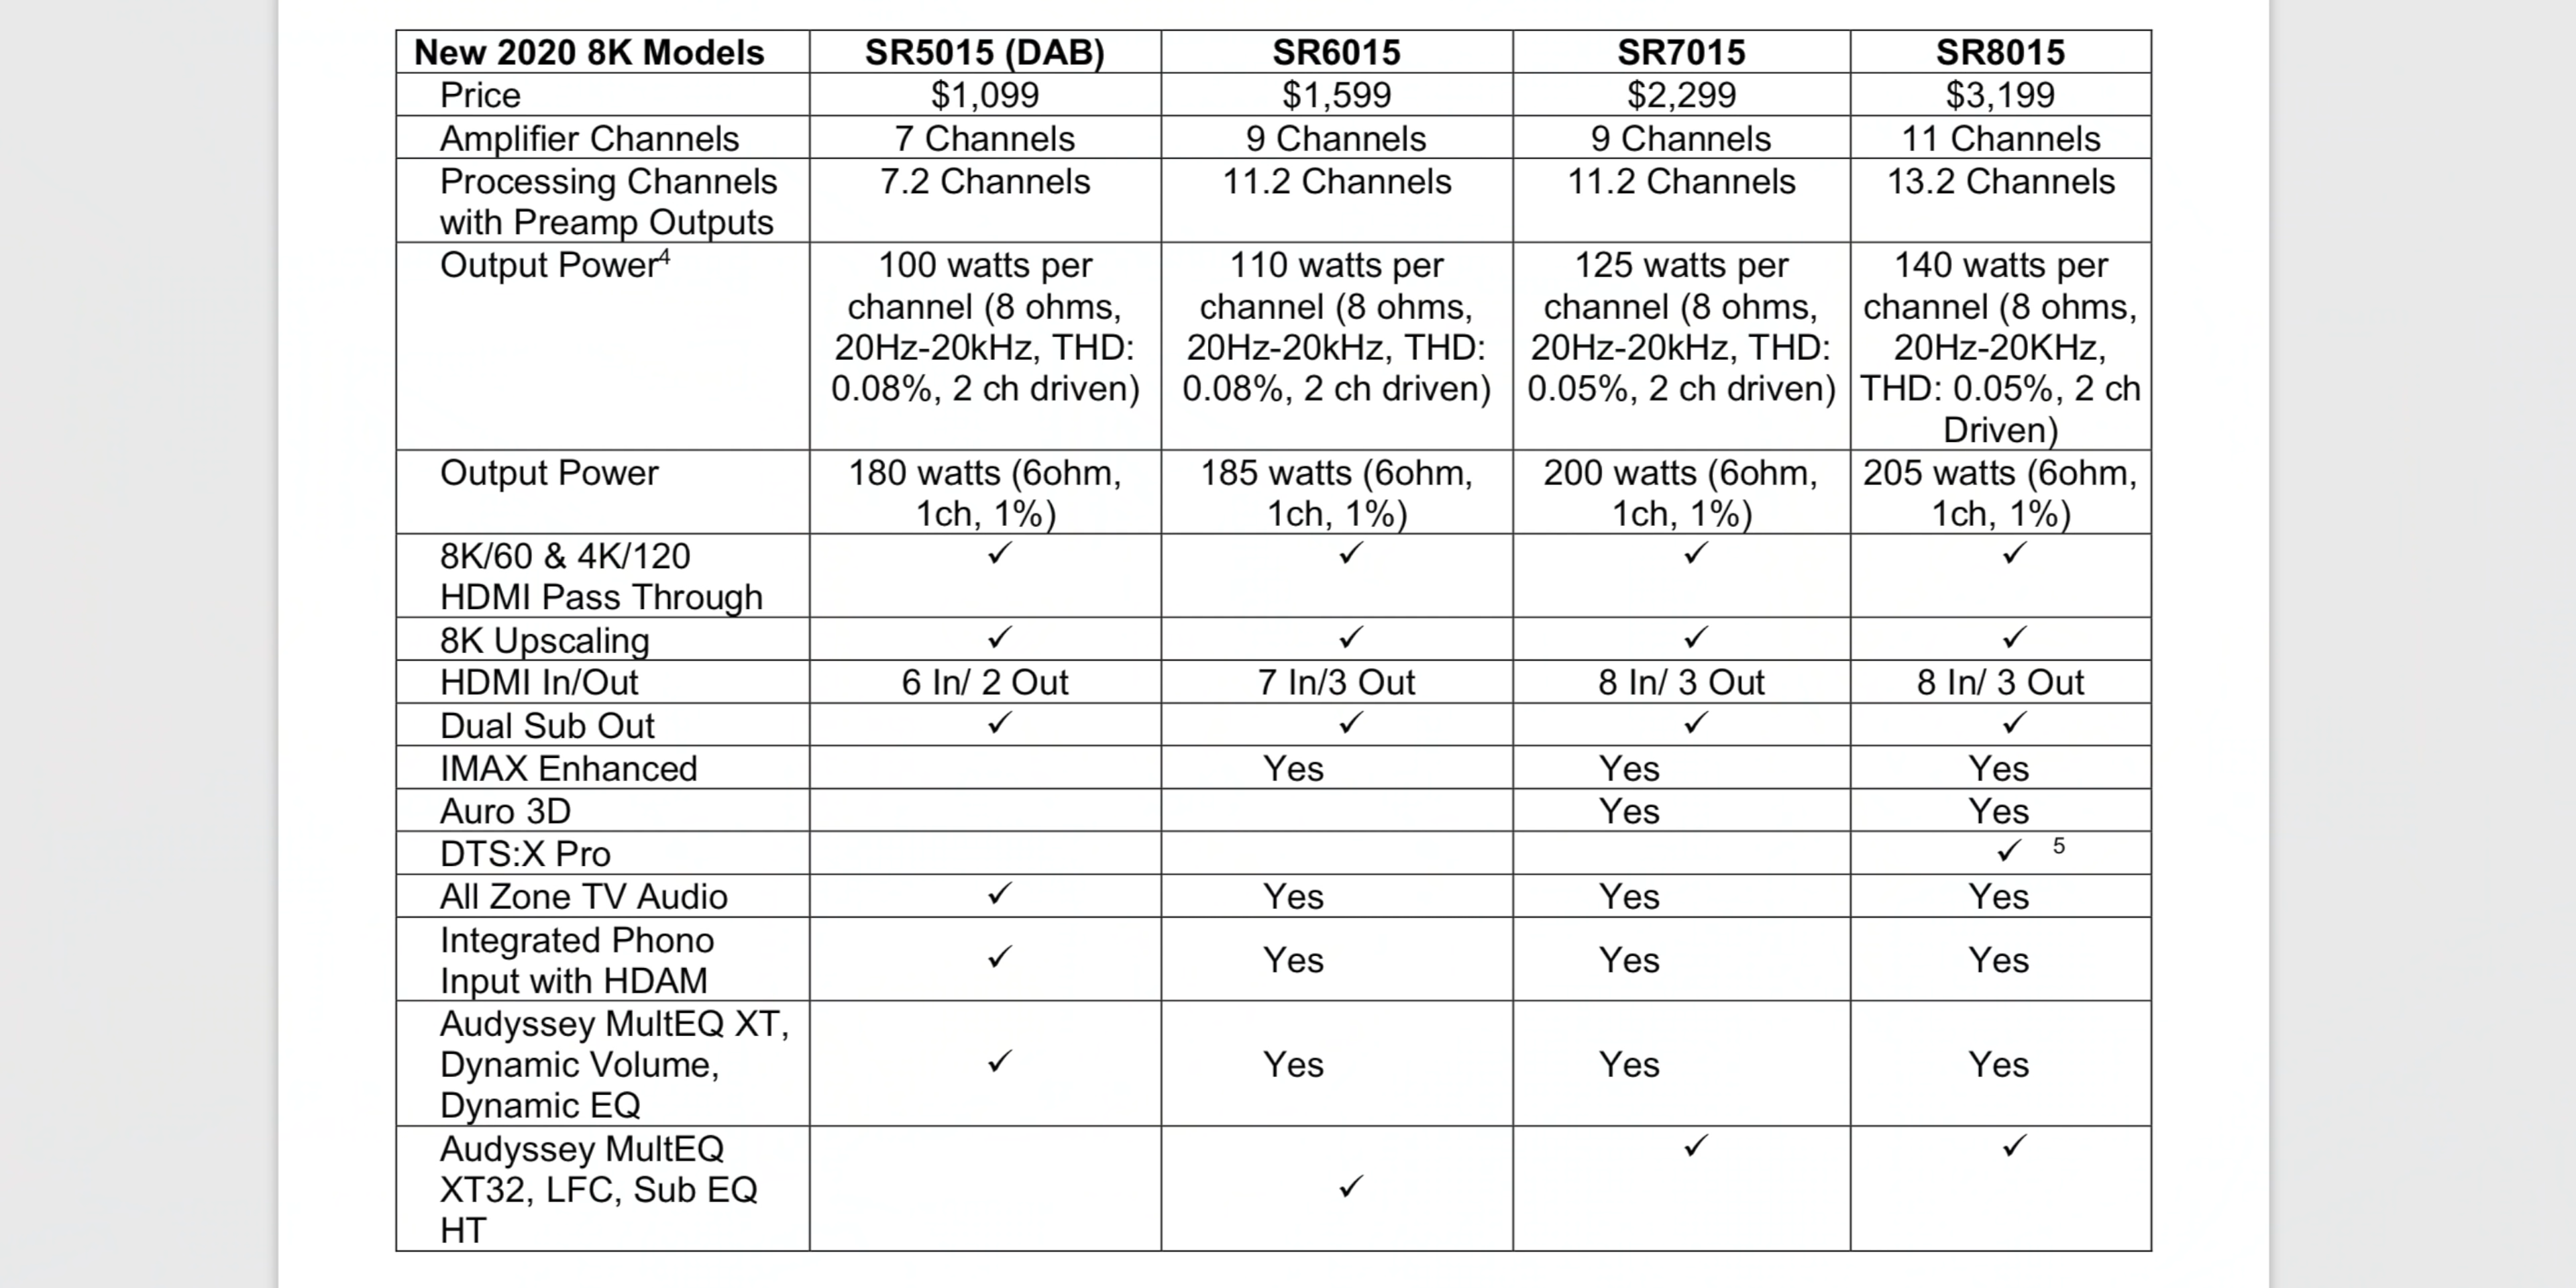 New 2020 8K Models SR5015 (DAB) SR6015 SR7015 SR8015
Price $1,099 $1,599 $2,299 $3,199
Amplifier Channels 7 Channels 9 Channels 9 Channels 11 Channels
Processing Channels 7.2 Channels 11.2 Channels 11.2 Channels 13.2 Channels
with Preamp Outputs
Output Power⁴ 100 watts per 110 watts per 125 watts per 140 watts per
channel (8 ohms, channel (8 ohms, channel (8 ohms, channel (8 ohms,
20Hz-20kHz, THD: 20Hz-20kHz, THD: 20Hz-20kHz, THD: 20Hz-20KHz,
0.08%, 2 ch driven) 0.08%, 2 ch driven) 0.05%, 2 ch driven) THD: 0.05%, 2 ch
Driven)
Output Power 180 watts (6ohm, 185 watts (6ohm, 200 watts (6ohm, 205 watts (6ohm,
1ch, 1%) 1ch, 1%) 1ch, 1%) 1ch, 1%)
8K/60 & 4K/120 ✓ ✓ ✓ ✓
HDMI Pass Through
8K Upscaling ✓ ✓ ✓ ✓
HDMI In/Out 6 In/ 2 Out 7 In/3 Out 8 In/ 3 Out 8 In/ 3 Out
Dual Sub Out ✓ ✓ ✓ ✓
IMAX Enhanced Yes Yes Yes
Auro 3D Yes Yes
DTS:X Pro ✓ ⁵
All Zone TV Audio ✓ Yes Yes Yes
Integrated Phono
Input with HDAM ✓ Yes Yes Yes
Audyssey MultEQ XT,
Dynamic Volume, ✓ Yes Yes Yes
Dynamic EQ
Audyssey MultEQ ✓ ✓
XT32, LFC, Sub EQ ✓
HT